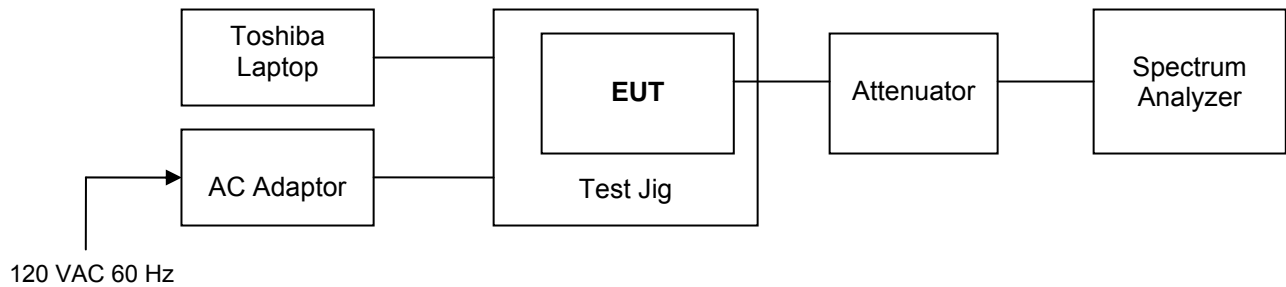 Toshiba
Laptop
EUT
Attenuator
Spectrum
Analyzer
AC Adaptor
Test Jig
120 VAC 60 Hz